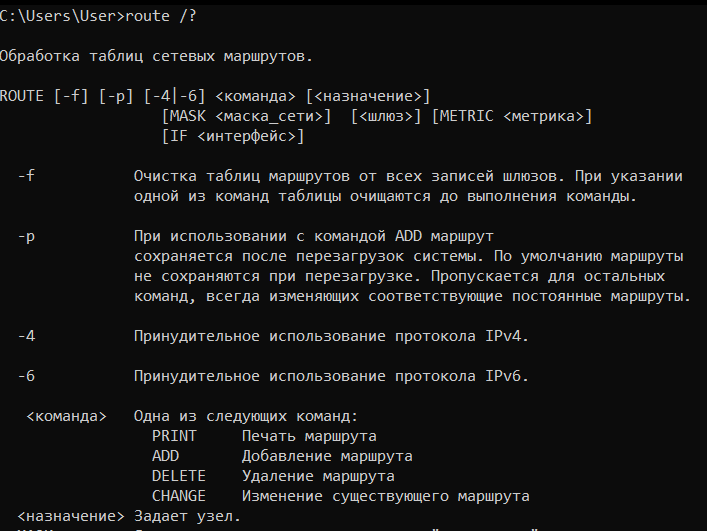 C:\Users\User>route /?
Обработка таблиц сетевых маршрутов.
ROUTE [-f] [-p] [-4|-6] <команда> [<назначение>]
[MASK <маска_сети>] [<шлюз>] [METRIC <метрика>]
[IF <интерфейс>]
-f Очистка таблиц маршрутов от всех записей шлюзов. При указании
одной из команд таблицы очищаются до выполнения команды.
-p При использовании с командой ADD маршрут
сохраняется после перезагрузок системы. По умолчанию маршруты
не сохраняются при перезагрузке. Пропускается для остальных
команд, всегда изменяющих соответствующие постоянные маршруты.
-4 Принудительное использование протокола IPv4.
-6 Принудительное использование протокола IPv6.
<команда> Одна из следующих команд:
PRINT Печать маршрута
ADD Добавление маршрута
DELETE Удаление маршрута
CHANGE Изменение существующего маршрута
<назначение> Задает узел.